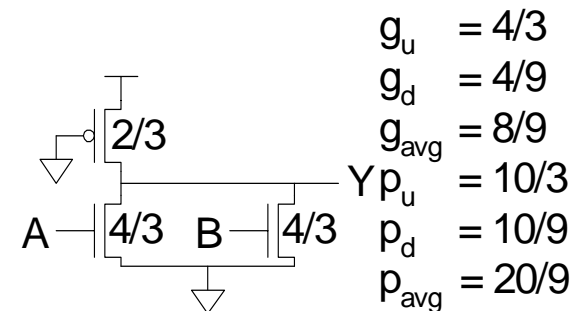 g_u = 4/3
g_d = 4/9
g_avg = 8/9
p_u = 10/3
p_d = 10/9
p_avg = 20/9
2/3
Y
A 4/3 B 4/3